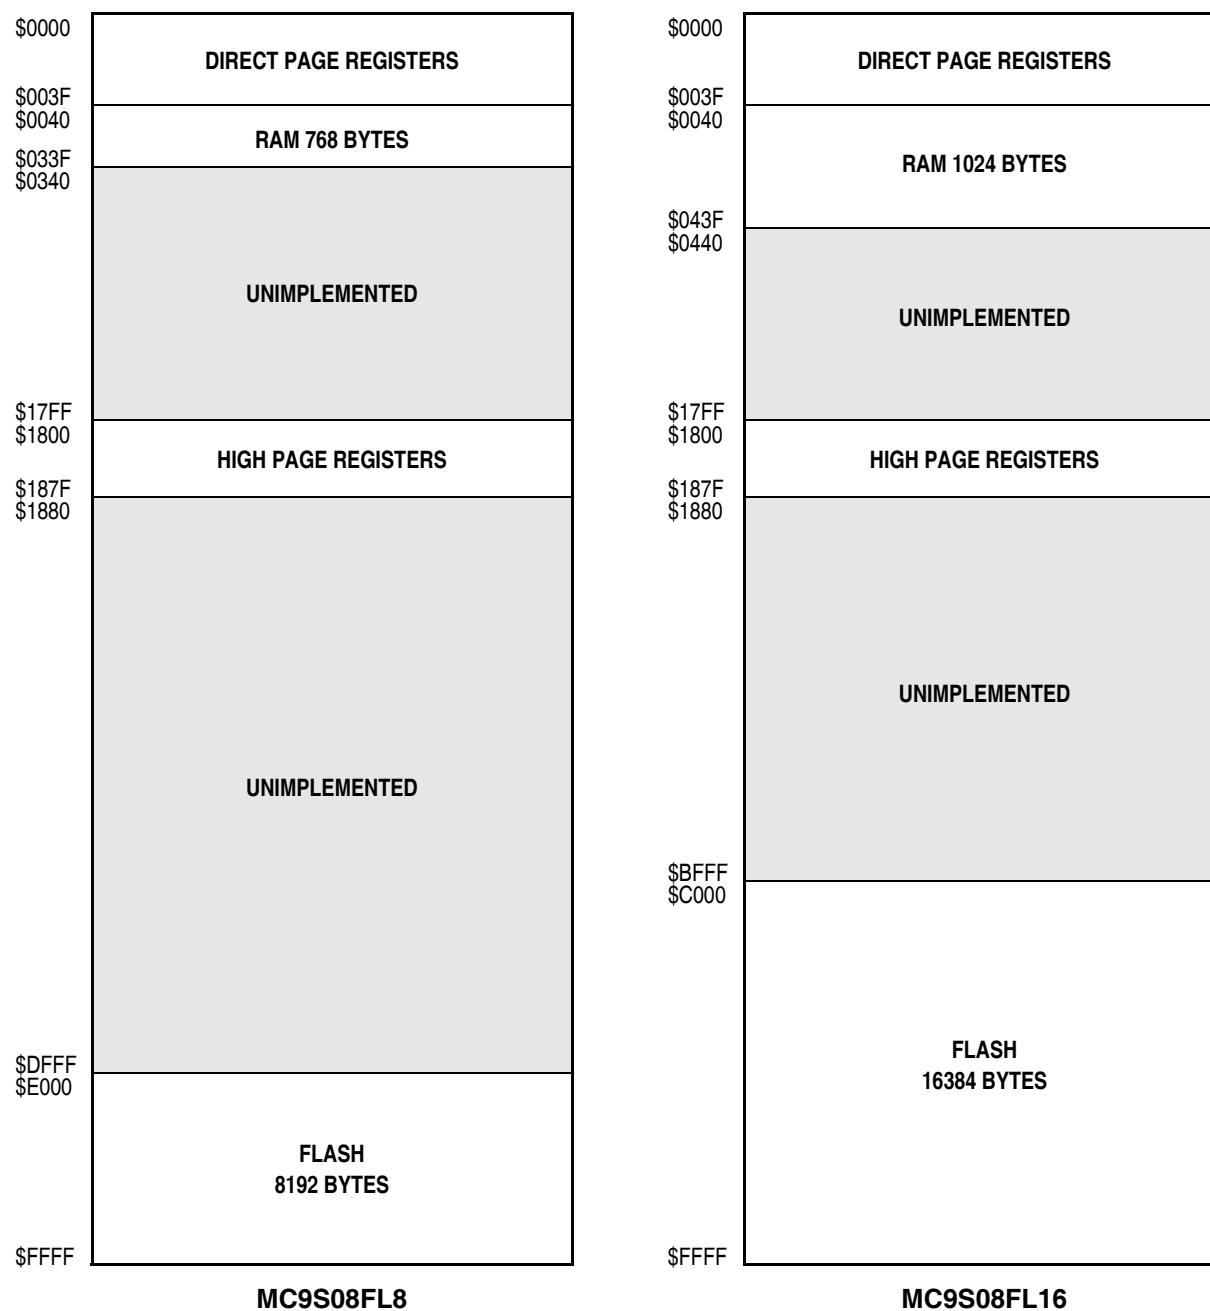 $0000
DIRECT PAGE REGISTERS
$003F
$0040
RAM 768 BYTES
$033F
$0340
UNIMPLEMENTED
$17FF
$1800
HIGH PAGE REGISTERS
$187F
$1880
UNIMPLEMENTED
$DFFF
$E000
FLASH
8192 BYTES
$FFFF
MC9S08FL8
$0000
DIRECT PAGE REGISTERS
$003F
$0040
RAM 1024 BYTES
$043F
$0440
UNIMPLEMENTED
$17FF
$1800
HIGH PAGE REGISTERS
$187F
$1880
UNIMPLEMENTED
$BFFF
$C000
FLASH
16384 BYTES
$FFFF
MC9S08FL16